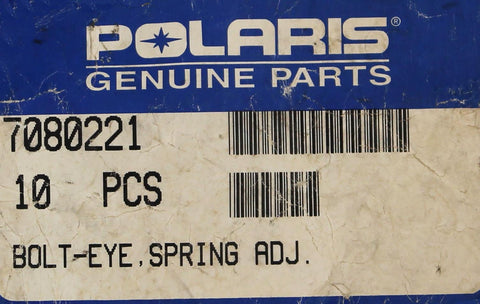 POLARIS®
GENUINE PARTS
7080221
10 PCS
BOLT-EYE,SPRING ADJ.